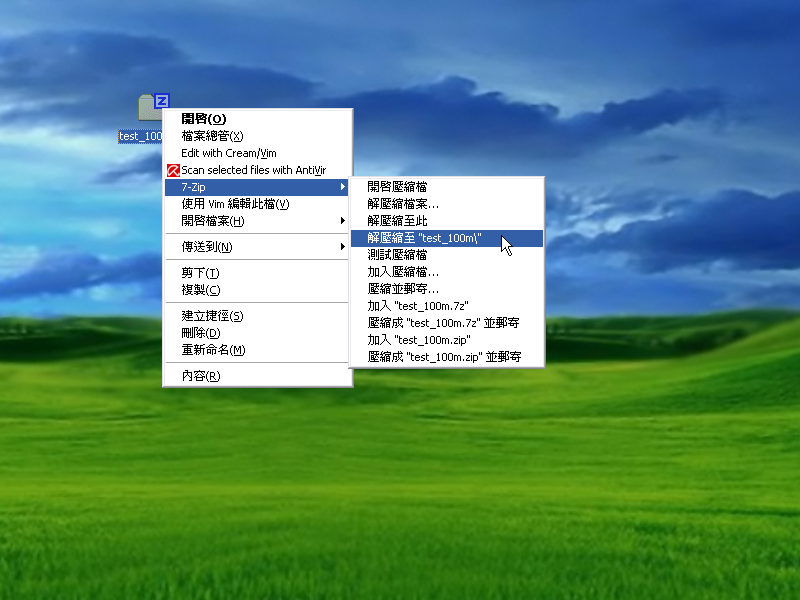 test_100
開啓(O)
檔案總管(X)
Edit with Cream/Vim
Scan selected files with AntiVir
7-Zip
使用 Vim 編輯此檔(V)
開啓檔案(H)
傳送到(N)
剪下(T)
複製(C)
建立捷徑(S)
刪除(D)
重新命名(M)
內容(R)
開啓壓縮檔
解壓縮檔案...
解壓縮至此
解壓縮至 "test_100m\"
測試壓縮檔
加入壓縮檔...
壓縮並郵寄...
加入 "test_100m.7z"
壓縮成 "test_100m.7z" 並郵寄
加入 "test_100m.zip"
壓縮成 "test_100m.zip" 並郵寄